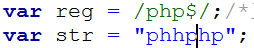 var reg = /php$/;/*]
var str = "phhphp";